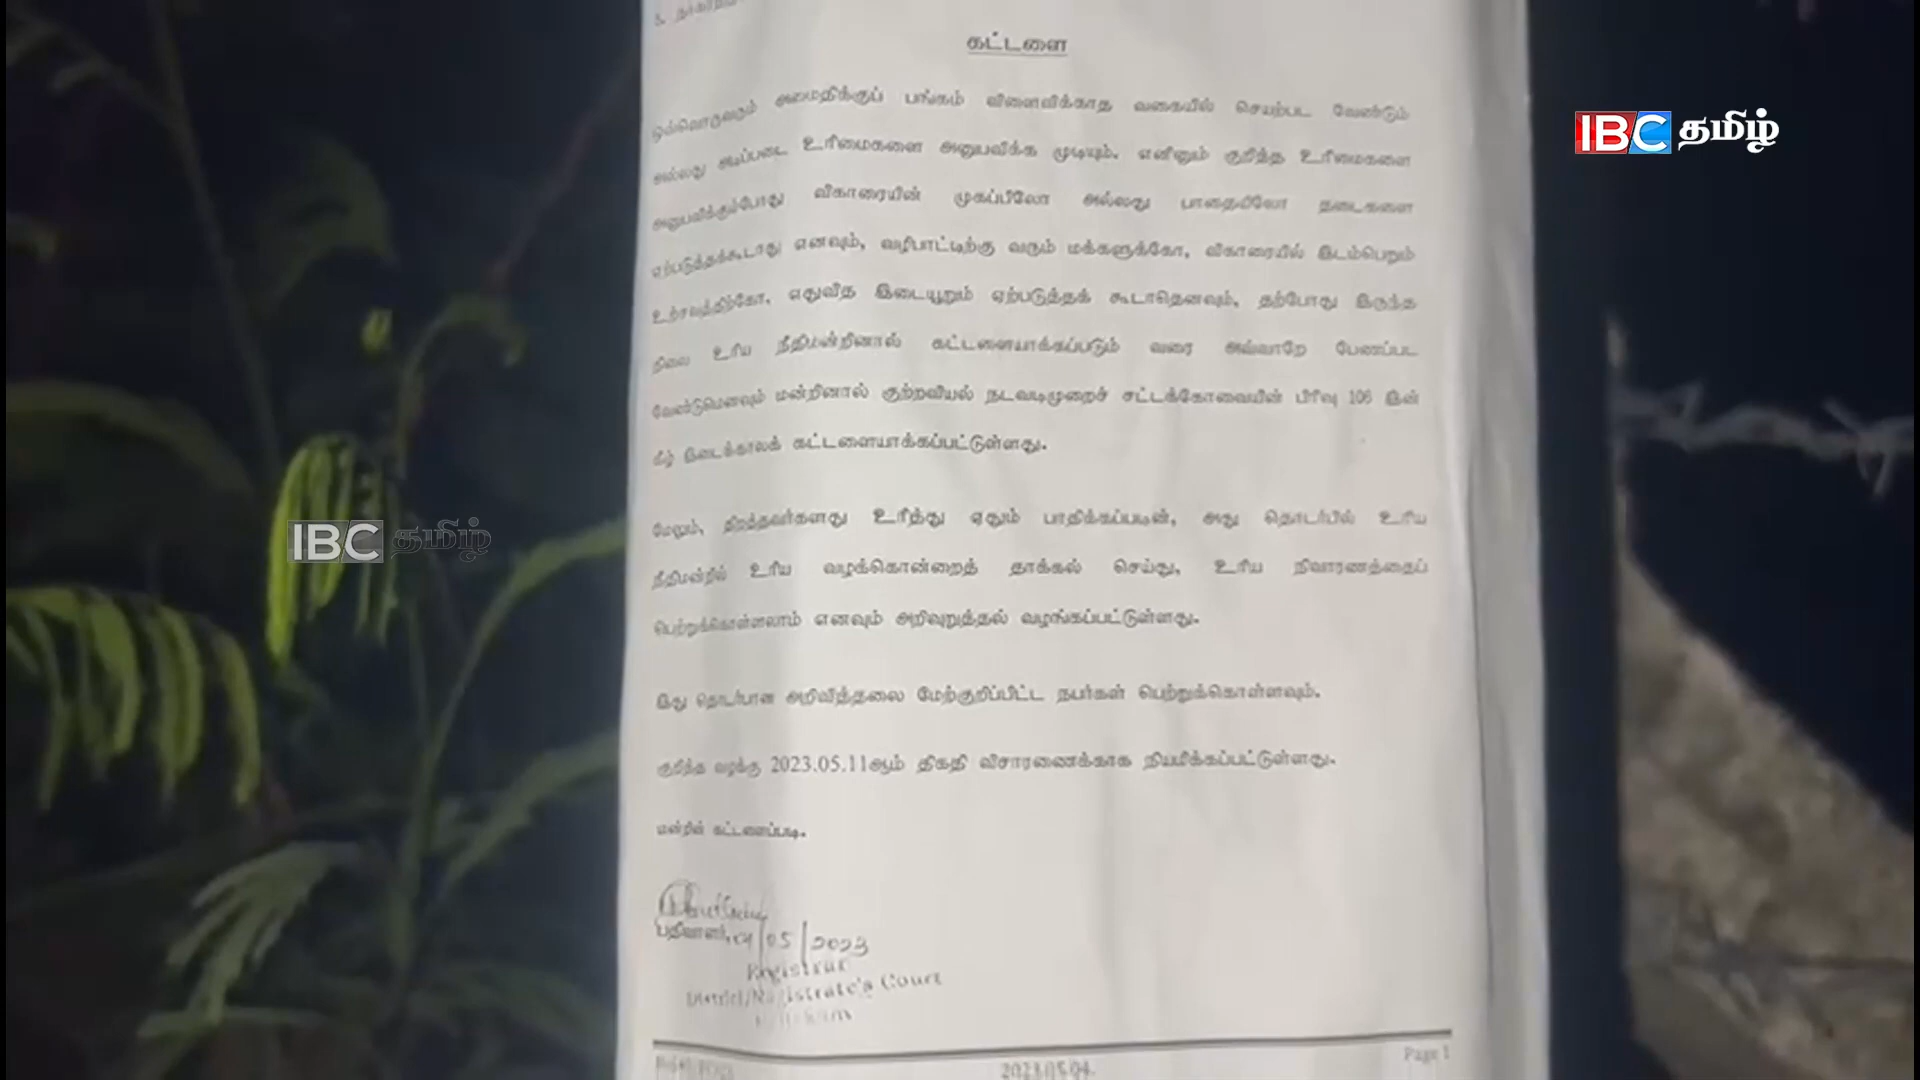 கட்டளை
ஒவ்வொருவரும் அமைதிக்குப் பங்கம் விளைவிக்காத வகையில் செயற்பட வேண்டும்
அல்லது அடிப்படை உரிமைகளை அனுபவிக்க முடியும். எனினும் குறித்த உரிமைகளை
அனுபவிக்கும்போது விகாரையின் முகப்பிலோ அல்லது பாதையிலோ தடைகளை
ஏற்படுத்தக்கூடாது எனவும், வழிபாட்டிற்கு வரும் மக்களுக்கோ, விகாரையில் இடம்பெறும்
உற்சவத்திற்கோ, எதுவித இடையூறும் ஏற்படுத்தக் கூடாதெனவும், தற்போது இருந்த
நிலை உரிய நீதிமன்றினால் கட்டளையாக்கப்படும் வரை அவ்வாறே பேணப்பட
வேண்டுமெனவும் மன்றினால் குற்றவியல் நடவடிமுறைச் சட்டக்கோவையின் பிரிவு 106 இன்
கீழ் இடைக்காலக் கட்டளையாக்கப்பட்டுள்ளது.
மேலும், திறத்தவர்களது உரித்து ஏதும் பாதிக்கப்படின், அது தொடர்பில் உரிய
நீதிமன்றில் உரிய வழக்கொன்றைத் தாக்கல் செய்து, உரிய நிவாரணத்தைப்
பெற்றுக்கொள்ளலாம் எனவும் அறிவுறுத்தல் வழங்கப்பட்டுள்ளது.
இது தொடர்பான அறிவித்தலை மேற்குறிப்பிட்ட நபர்கள் பெற்றுக்கொள்ளவும்.
குறித்த வழக்கு 2023.05.11ஆம் திகதி விசாரணைக்காக நியமிக்கப்பட்டுள்ளது.
மன்றின் கட்டளைப்படி.
பதிவாளர், 04/05/2023
Registrar
District/Magistrate's Court
2023.05.04.
Page 1
IBC தமிழ்
IBC தமிழ்